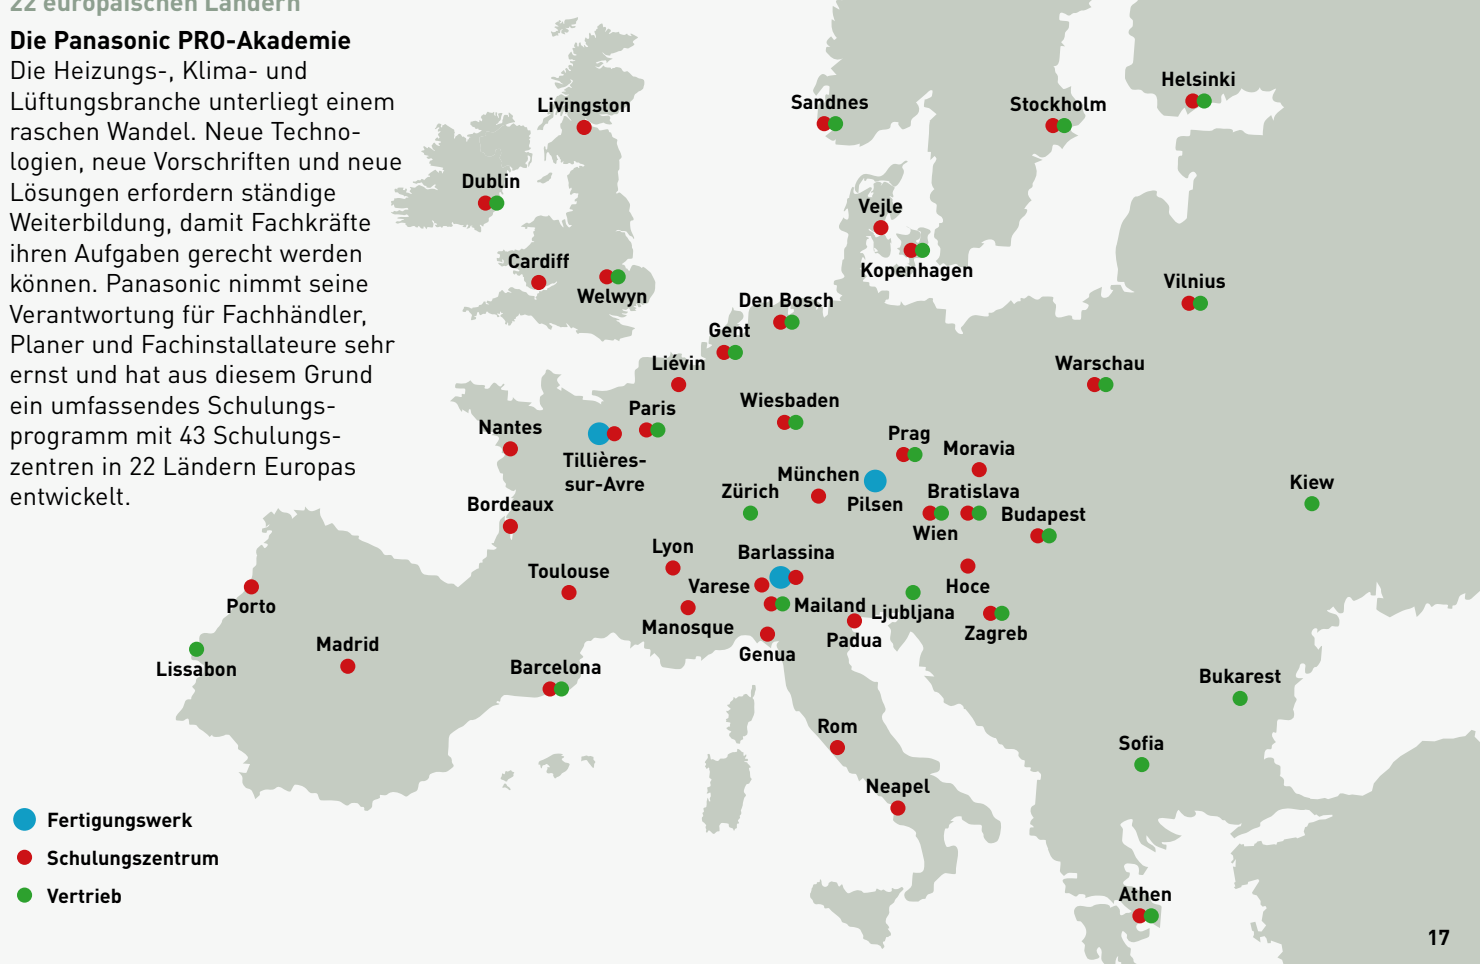 22 europäischen Ländern
Die Panasonic PRO-Akademie
Die Heizungs-, Klima- und
Lüftungsbranche unterliegt einem
raschen Wandel. Neue Techno-
logien, neue Vorschriften und neue
Lösungen erfordern ständige
Weiterbildung, damit Fachkräfte
ihren Aufgaben gerecht werden
können. Panasonic nimmt seine
Verantwortung für Fachhändler,
Planer und Fachinstallateure sehr
ernst und hat aus diesem Grund
ein umfassendes Schulungs-
programm mit 43 Schulungs-
zentren in 22 Ländern Europas
entwickelt.
Helsinki
Livingston
Sandnes
Stockholm
Dublin
Vejle
Cardiff
Kopenhagen
Welwyn
Vilnius
Den Bosch
Gent
Liévin
Warschau
Wiesbaden
Paris
Nantes
Prag
Moravia
Tillières-
sur-Avre
München
Kiew
Zürich
Pilsen
Bratislava
Bordeaux
Budapest
Wien
Lyon
Barlassina
Toulouse
Varese
Hoce
Porto
Mailand
Ljubljana
Manosque
Padua
Zagreb
Madrid
Genua
Lissabon
Barcelona
Bukarest
Rom
Sofia
Neapel
Fertigungswerk
Schulungszentrum
Vertrieb
Athen
17